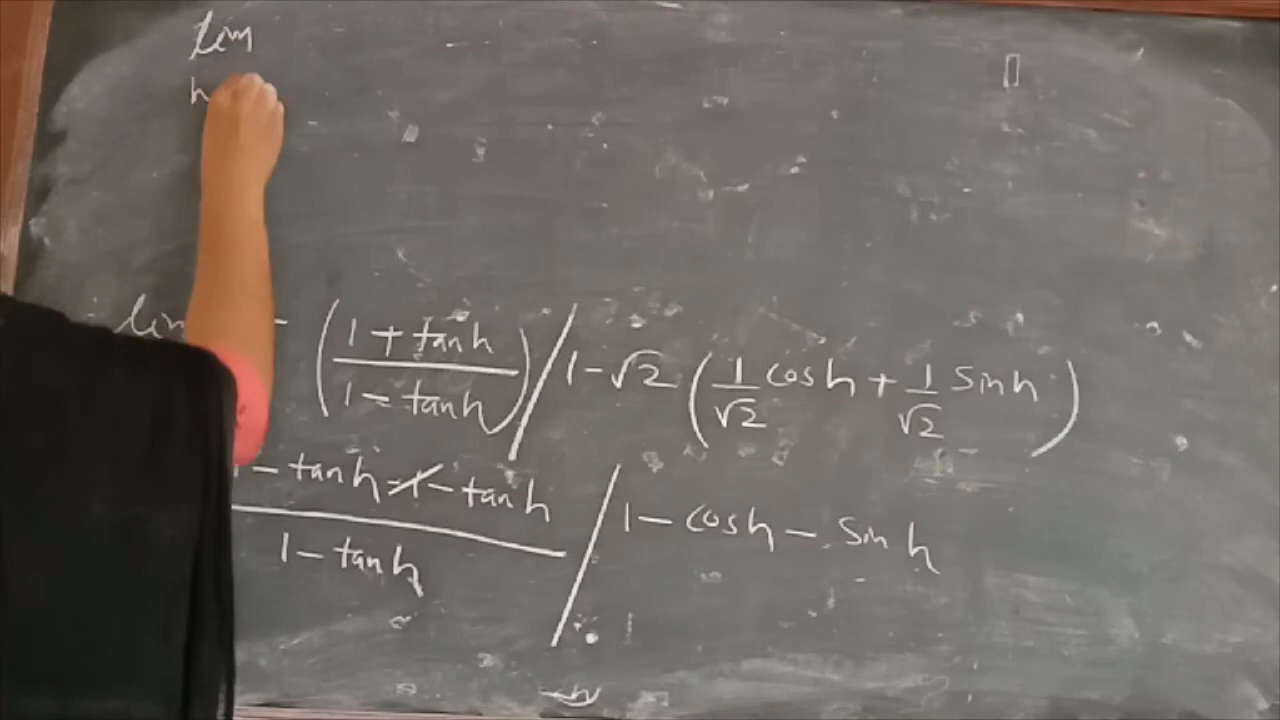 lim
h
lim - (1 + tan h / 1 - tan h) / 1 - √2 (1/√2 cos h + 1/√2 sin h)
1 - tan h - 1 - tan h / 1 - tan h / 1 - cos h - sin h